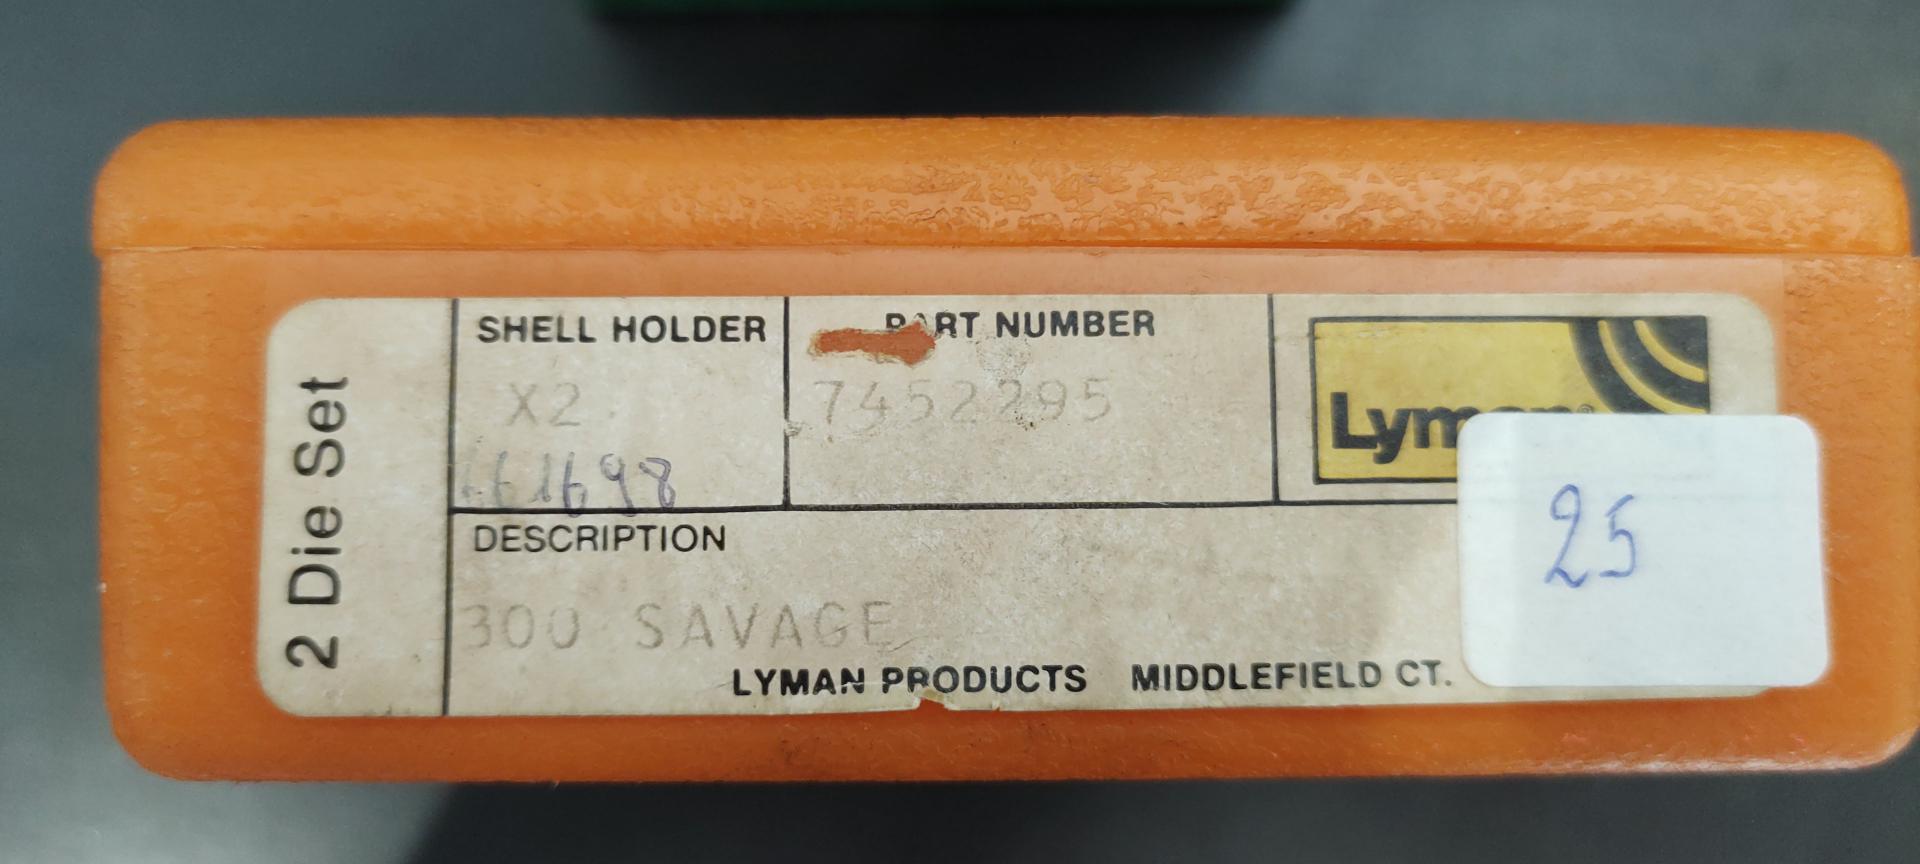 2 Die Set
SHELL HOLDER
X2
PART NUMBER
7452295
Lyman
DESCRIPTION
300 SAVAGE
LYMAN PRODUCTS MIDDLEFIELD CT.
25